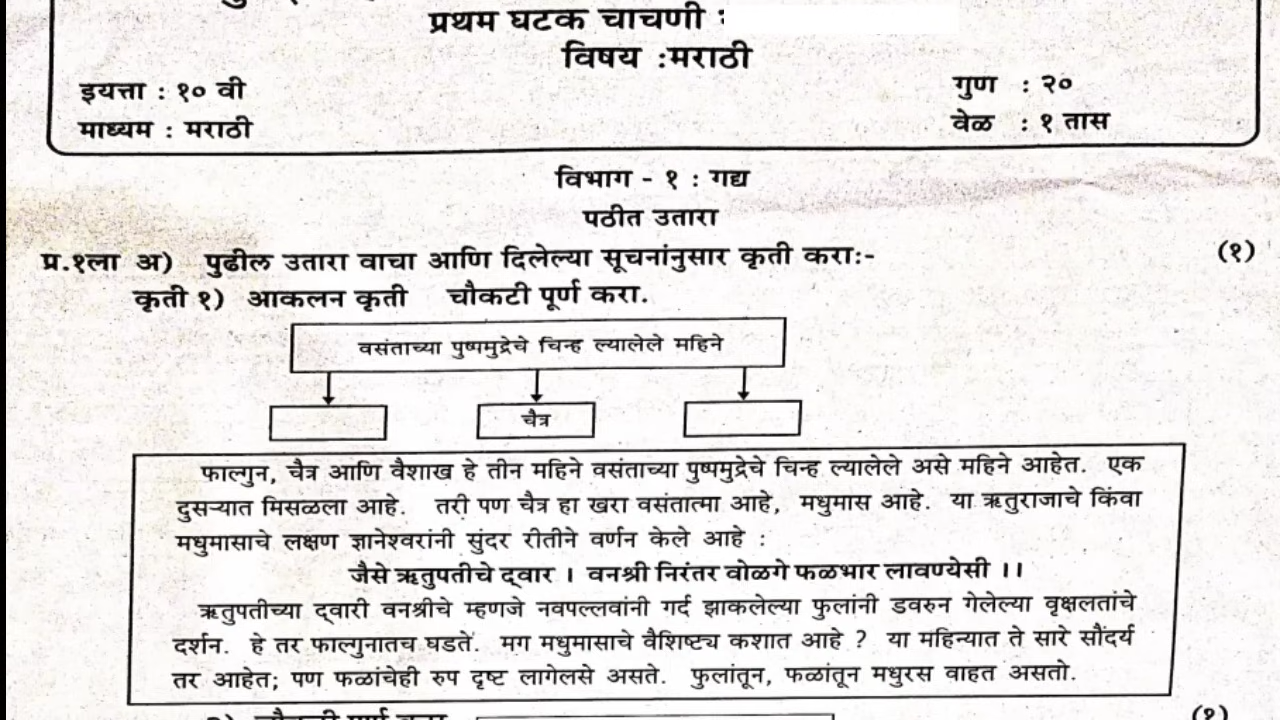 प्रथम घटक चाचणी :
विषय :मराठी
इयत्ता : १० वी
गुण : २०
माध्यम : मराठी
वेळ : १ तास
विभाग - १ : गद्य
पठीत उतारा
प्र.१ला अ) पुढील उतारा वाचा आणि दिलेल्या सूचनांनुसार कृती कराः- (१)
कृती १) आकलन कृती चौकटी पूर्ण करा.
वसंताच्या पुष्पमुद्रेचे चिन्ह ल्यालेले महिने
चैत्र
फाल्गुन, चैत्र आणि वैशाख हे तीन महिने वसंताच्या पुष्पमुद्रेचे चिन्ह ल्यालेले असे महिने आहेत. एक
दुसऱ्यात मिसळला आहे. तरी पण चैत्र हा खरा वसंतात्मा आहे, मधुमास आहे. या ऋतुराजाचे किंवा
मधुमासाचे लक्षण ज्ञानेश्वरांनी सुंदर रीतीने वर्णन केले आहे :
जैसे ऋतुपतीचे द्वार । वनश्री निरंतर वोळगे फळभार लावण्येसी ।।
ऋतुपतीच्या द्वारी वनश्रीचे म्हणजे नवपल्लवांनी गर्द झाकलेल्या फुलांनी डवरुन गेलेल्या वृक्षलतांचे
दर्शन. हे तर फाल्गुनातच घडते. मग मधुमासाचे वैशिष्ट्य कशात आहे ? या महिन्यात ते सारे सौंदर्य
तर आहेत; पण फळांचेही रुप दृष्ट लागेलसे असते. फुलांतून, फळांतून मधुरस वाहत असतो.
(१)